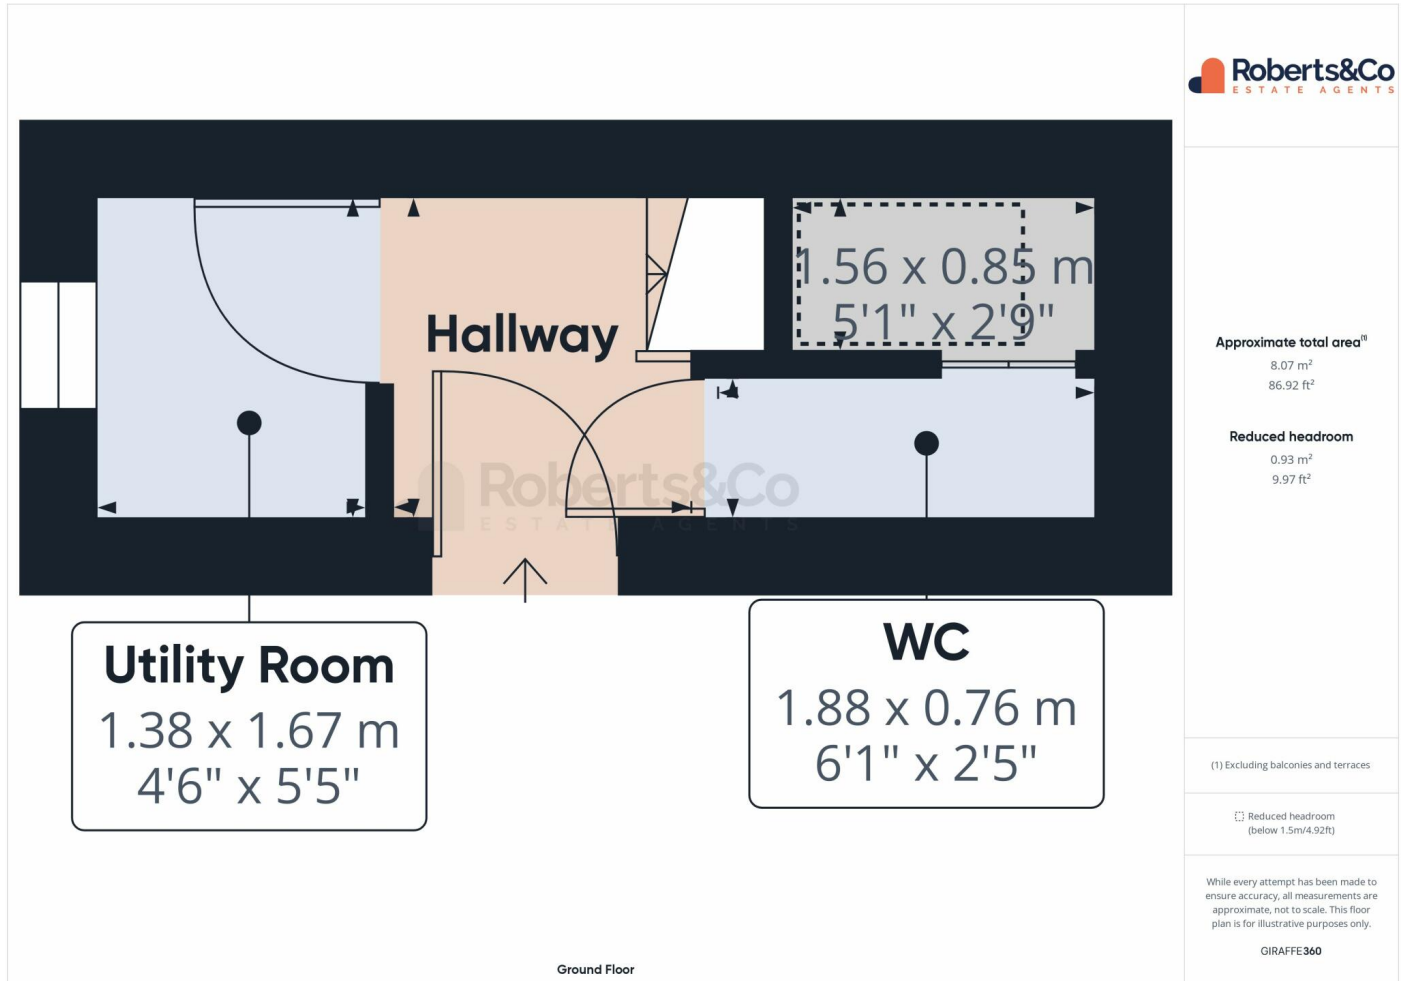 Roberts&Co
ESTATE AGENTS
Hallway
1.56 x 0.85 m
5'1" x 2'9"
Roberts&Co
ESTATE AGENTS
Utility Room
1.38 x 1.67 m
4'6" x 5'5"
WC
1.88 x 0.76 m
6'1" x 2'5"
Ground Floor
Approximate total area(1)
8.07 m²
86.92 ft²
Reduced headroom
0.93 m²
9.97 ft²
(1) Excluding balconies and terraces
Reduced headroom
(below 1.5m/4.92ft)
While every attempt has been made to
ensure accuracy, all measurements are
approximate, not to scale. This floor
plan is for illustrative purposes only.
GIRAFFE360